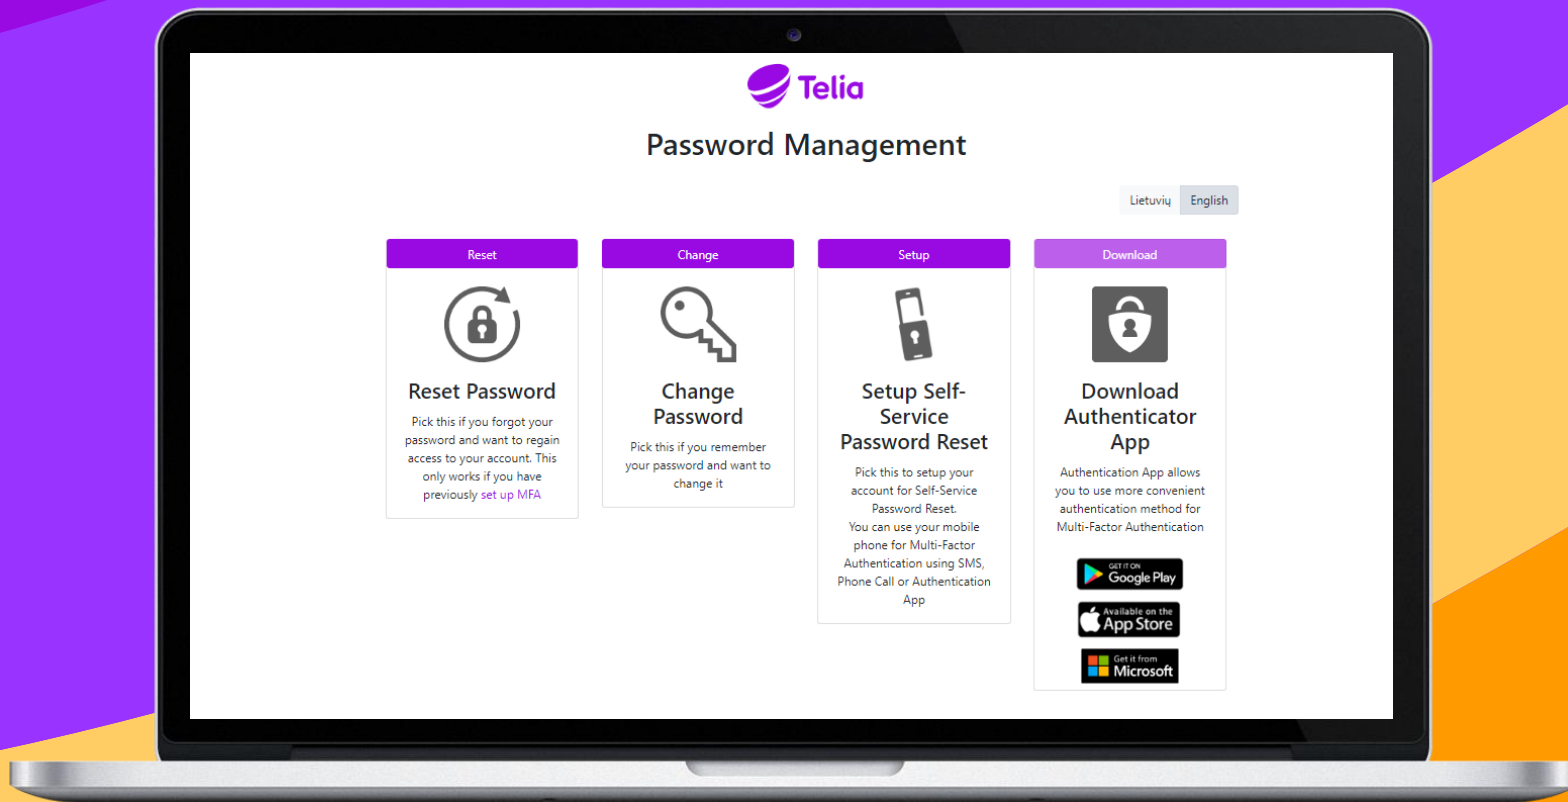 Telia
Password Management
Lietuvių English
Reset
Reset Password
Pick this if you forgot your
password and want to regain
access to your account. This
only works if you have
previously set up MFA
Change
Change
Password
Pick this if you remember
your password and want to
change it
Setup
Setup Self-
Service
Password Reset
Pick this to setup your
account for Self-Service
Password Reset.
You can use your mobile
phone for Multi-Factor
Authentication using SMS,
Phone Call or Authentication
App
Download
Download
Authenticator
App
Authentication App allows
you to use more convenient
authentication method for
Multi-Factor Authentication
GET IT ON
Google Play
Available on the
App Store
Get it from
Microsoft